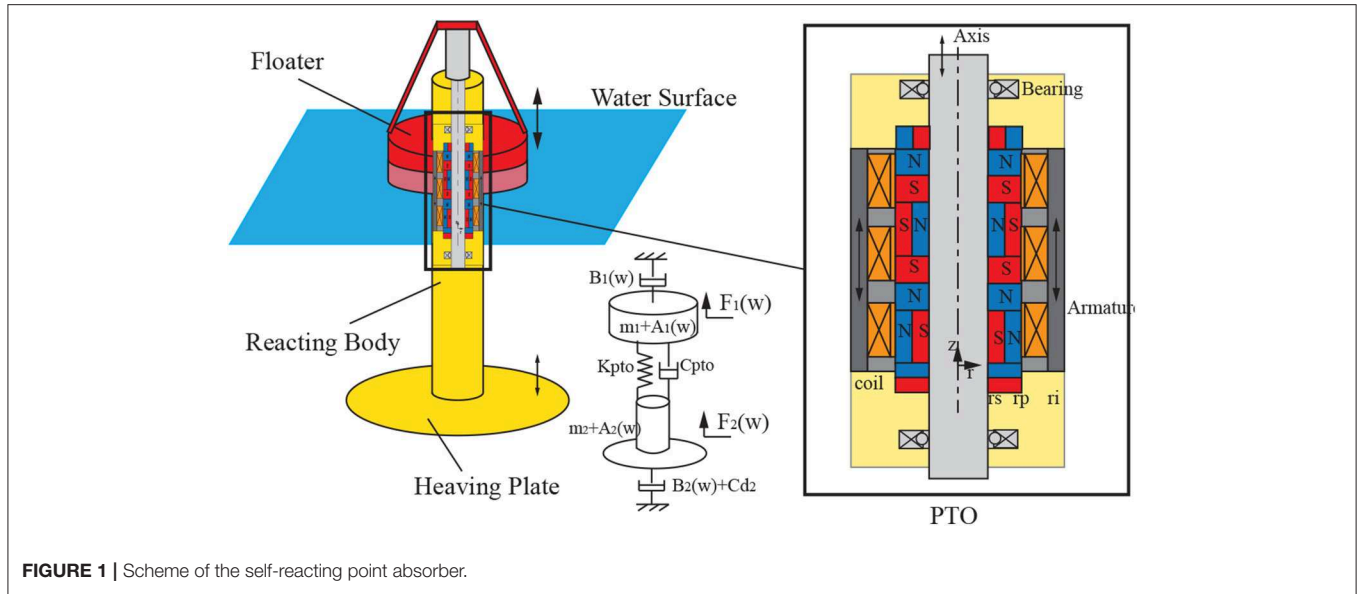 Floater
Water Surface
Reacting Body
Heaving Plate
B1(w)
F1(w)
m1+A1(w)
Kpto
Cpto
m2+A2(w)
F2(w)
B2(w)+Cd2
Axis
Bearing
N
N
S
S
S
N
N
S
S
S
N
N
N
S
S
N
Armature
z
r
coil
rs
rp
ri
PTO
FIGURE 1 | Scheme of the self-reacting point absorber.